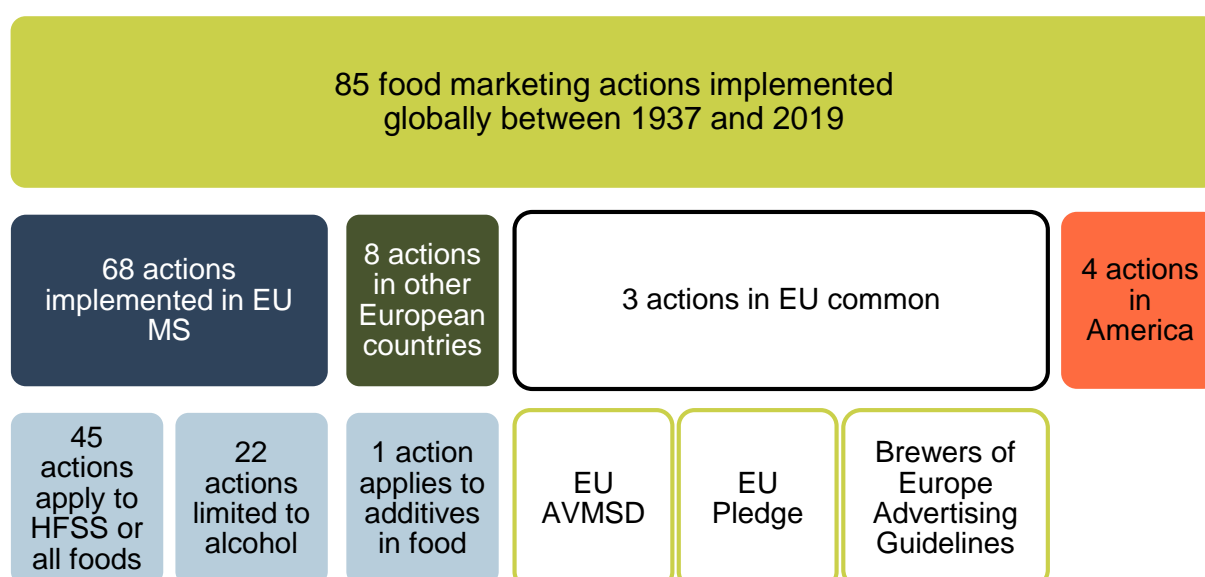 85 food marketing actions implemented
globally between 1937 and 2019
68 actions
implemented in EU
MS
8 actions
in other
European
countries
3 actions in EU common
4 actions
in
America
45
actions
apply to
HFSS or
all foods
22
actions
limited to
alcohol
1 action
applies to
additives
in food
EU
AVMSD
EU
Pledge
Brewers of
Europe
Advertising
Guidelines